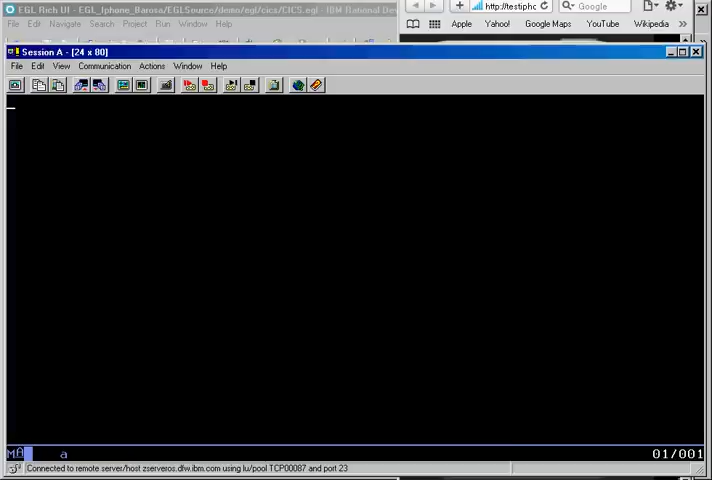 EGL Rich UI - EGL_Iphone_Barosa/EGLSource/demo/egl/cics/CICS.egl - IBM Rational De
File Edit Navigate Search Project Run Window Help
http://testiphc
Google
Apple Yahoo! Google Maps YouTube Wikipedia
Session A - [24 x 80]
File Edit View Communication Actions Window Help
MA a 01/001
Connected to remote server/host zserveros.dfw.ibm.com using lu/pool TCP00087 and port 23